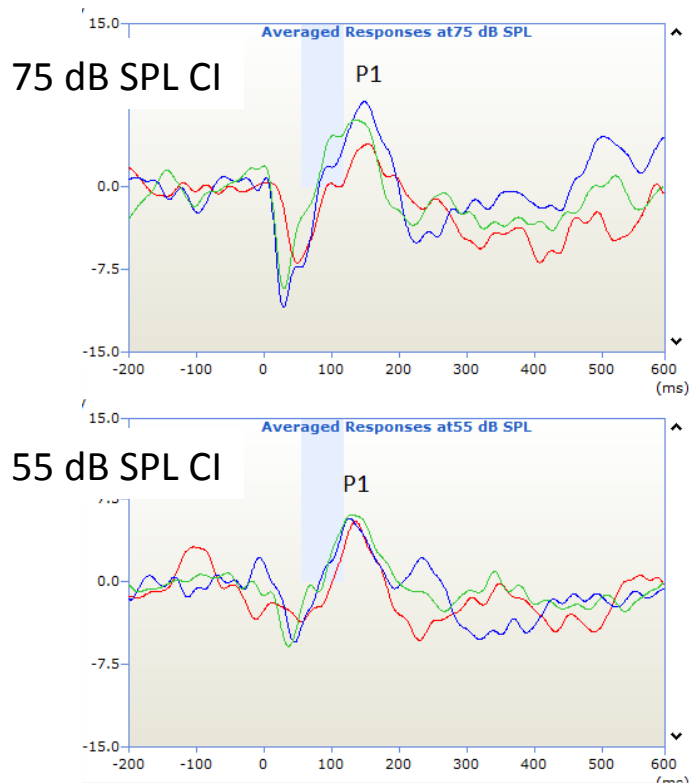 15.0
Averaged Responses at75 dB SPL
75 dB SPL CI
P1
0.0
-7.5
-15.0
-200 -100 0 100 200 300 400 500 600
(ms)
15.0
Averaged Responses at55 dB SPL
55 dB SPL CI
P1
0.0
-7.5
-15.0
-200 -100 0 100 200 300 400 500 600
(ms)